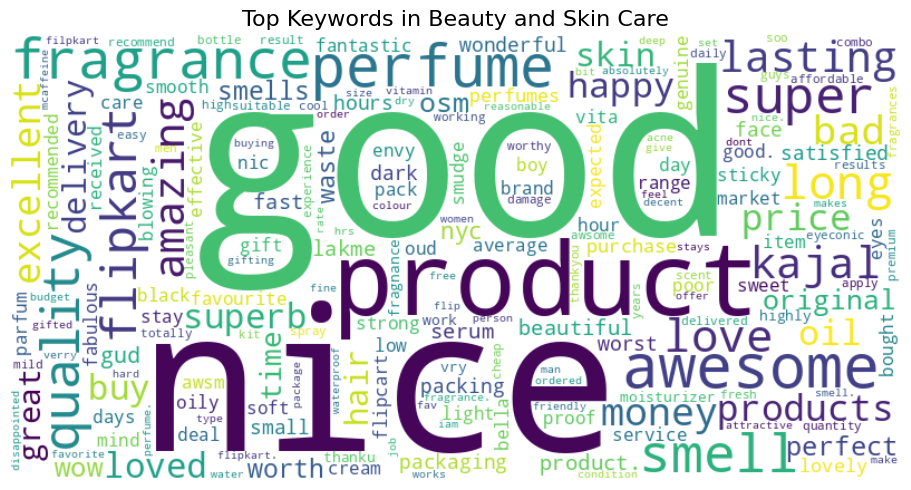 Top Keywords in Beauty and Skin Care
filpkart recommend bottle result fantastic wonderful deep set soo combo
mcaffeine fragrance perfume skin lasting
smooth smells vitamin bit absolutely genuine daily guys affordable
excellent recommended care received delivery flipkart amazing high suitable cool hours osm perfumes happy super
size dry reasonable order working
easy men effective waste envy worthy vita expected acne give dont nice. bad fragrances
good
buying nic dark pack colour smudge boy brand damage face good. satisfied
day range feel decent sticky market results long
blowing fast experience rate women hour price makes
pleasant gift gifting hrs lakme oud nyc average awsome purchase stays item eyes eyeconic premium
quality product kajal
parfum budget fabulous black favourite fine fragnance free scent poor sweet apply
gifted stay superb strong flip work person thankyou years offer original
totally kit spray serum beautiful delivered highly bought
verry gud time waterproof low cheap worst love oil
mild hard awsm hair package flipcart vry man ordered moisturizer fresh smell. awesome
great buy oily type soft fav packing fragrance. friendly light proof money attractive quantity products
nice
disappointed days mind deal small iam bella service
perfume. job packaging product. smell perfect
favorite wow loved flipkart. worth thanku cream water works condition lovely make